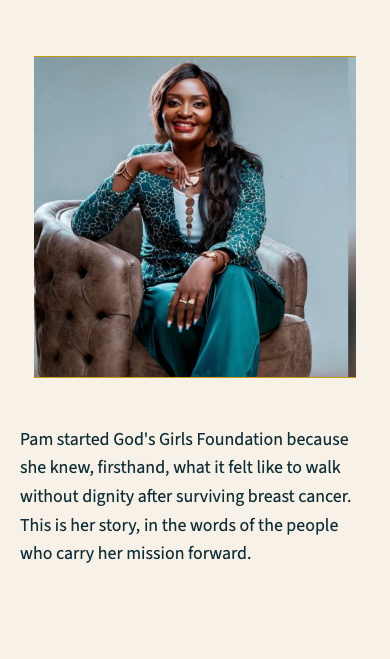 Pam started God's Girls Foundation because
she knew, firsthand, what it felt like to walk
without dignity after surviving breast cancer.
This is her story, in the words of the people
who carry her mission forward.